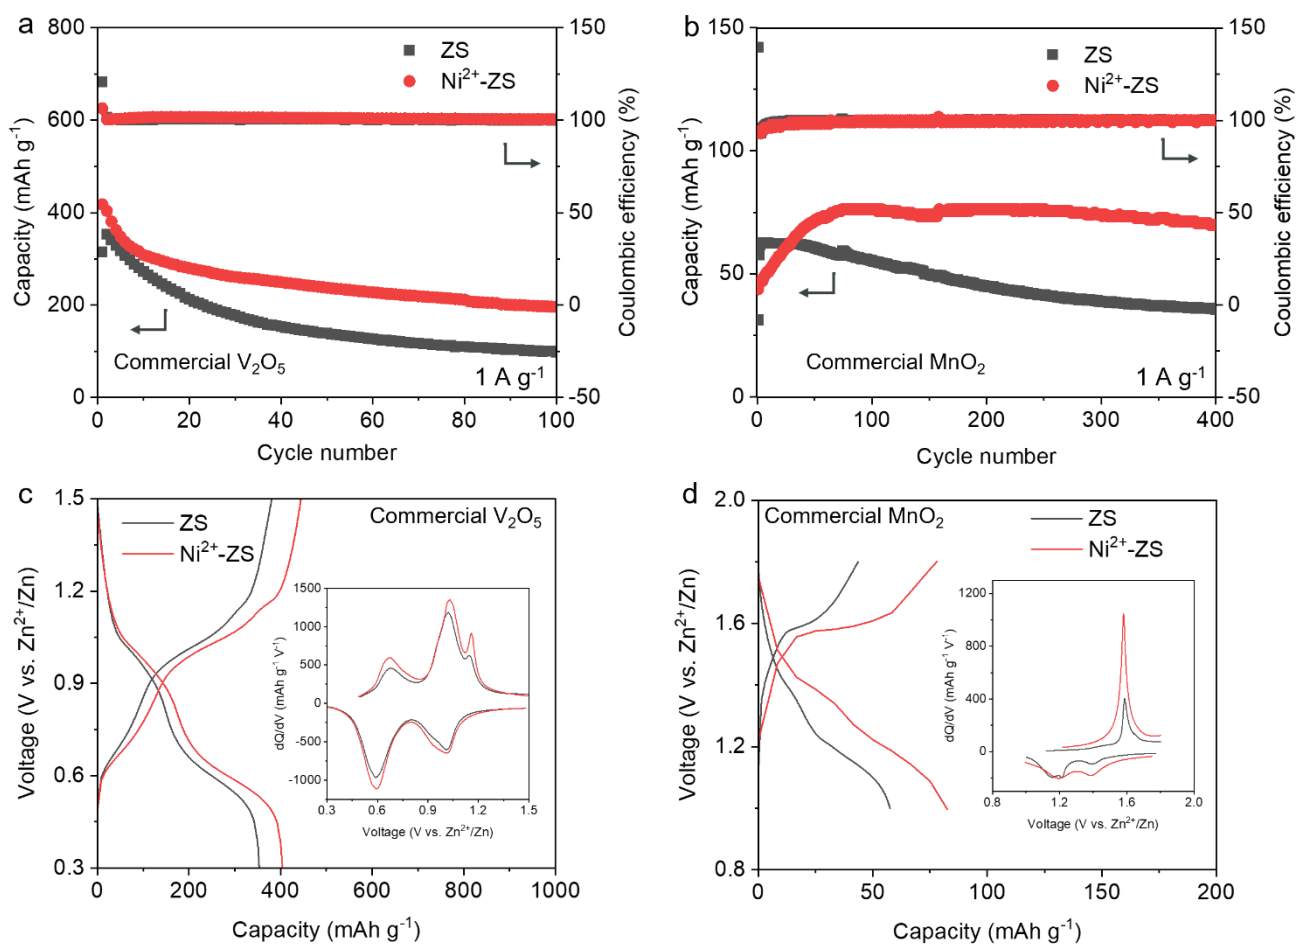 a
800
600
400
200
0
Capacity (mAh g⁻¹)
150
100
50
0
-50
Coulombic efficiency (%)
ZS
Ni²⁺-ZS
Commercial V₂O₅
1 A g⁻¹
0 20 40 60 80 100
Cycle number
b
150
100
50
0
Capacity (mAh g⁻¹)
150
100
50
0
-50
Coulombic efficiency (%)
ZS
Ni²⁺-ZS
Commercial MnO₂
1 A g⁻¹
0 100 200 300 400
Cycle number
c
1.5
1.2
0.9
0.6
0.3
Voltage (V vs. Zn²⁺/Zn)
ZS
Ni²⁺-ZS
Commercial V₂O₅
1500
1000
500
0
-500
-1000
dQ/dV (mAh g⁻¹ V⁻¹)
0.3 0.6 0.9 1.2 1.5
Voltage (V vs. Zn²⁺/Zn)
0 200 400 600 800 1000
Capacity (mAh g⁻¹)
d
2.0
1.6
1.2
0.8
Voltage (V vs. Zn²⁺/Zn)
Commercial MnO₂
ZS
Ni²⁺-ZS
1200
800
400
0
dQ/dV (mAh g⁻¹ V⁻¹)
0.8 1.2 1.6 2.0
Voltage (V vs. Zn²⁺/Zn)
0 50 100 150 200
Capacity (mAh g⁻¹)